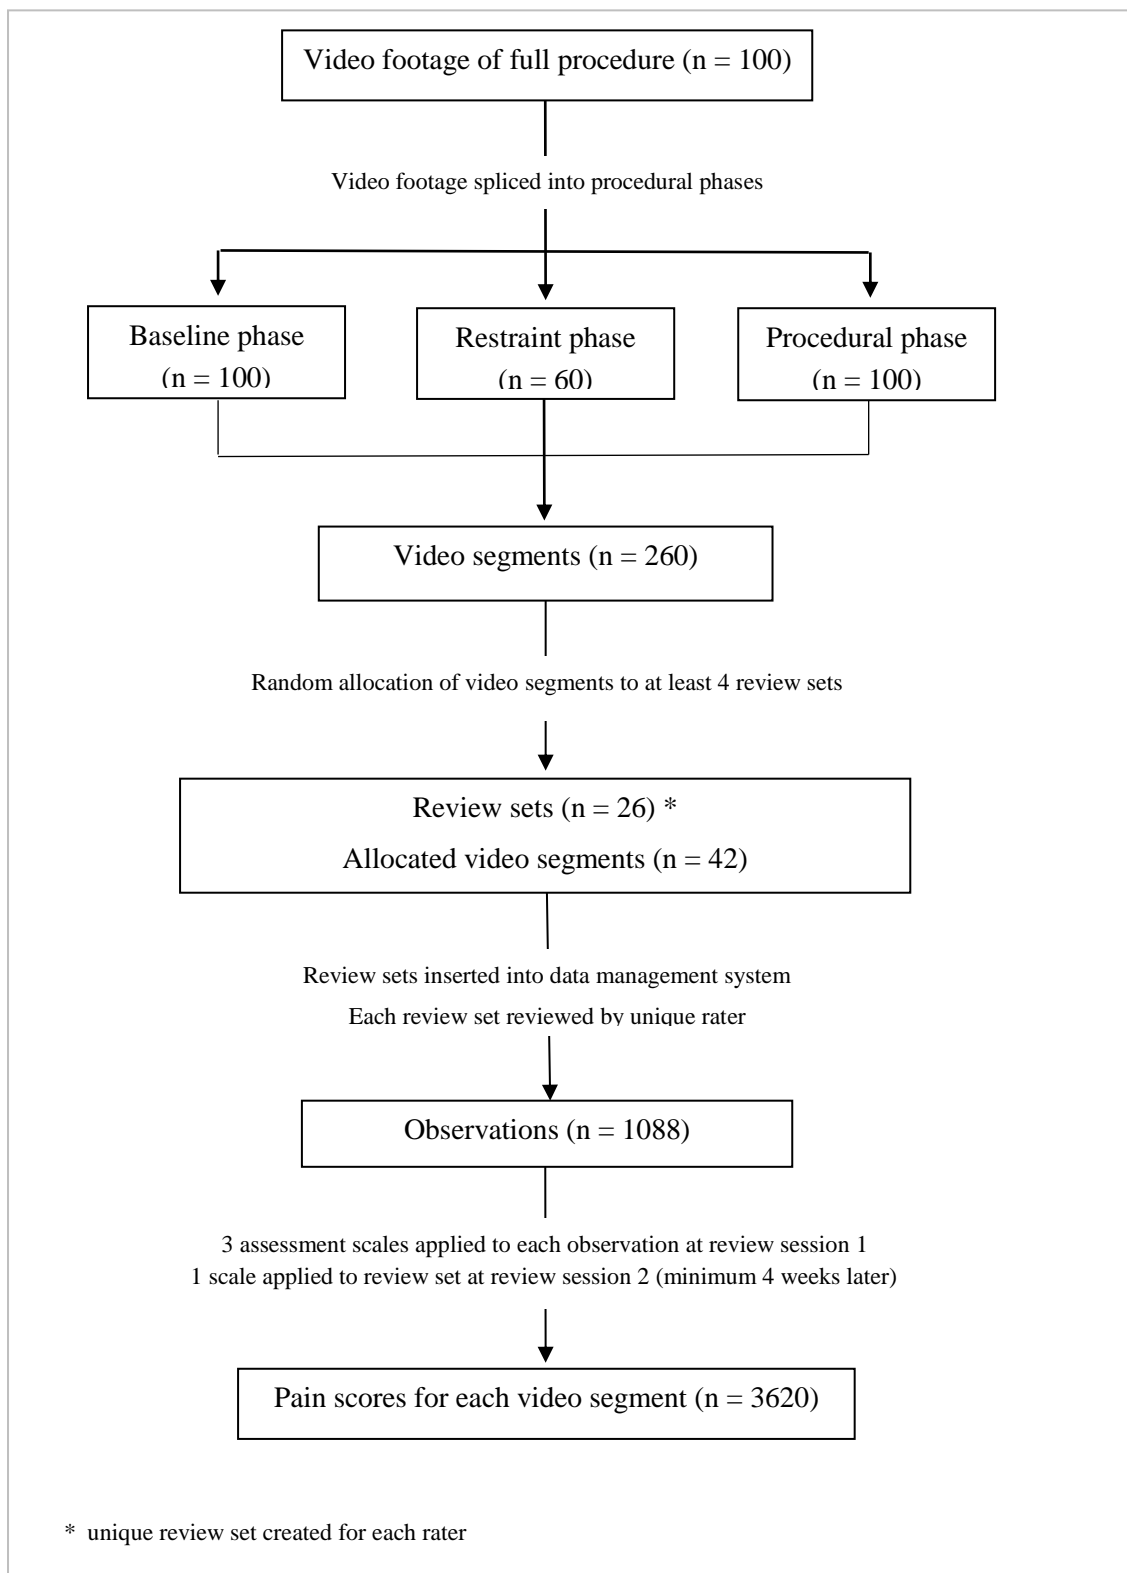 Video footage of full procedure (n = 100)
Video footage spliced into procedural phases
Baseline phase
(n = 100)
Restraint phase
(n = 60)
Procedural phase
(n = 100)
Video segments (n = 260)
Random allocation of video segments to at least 4 review sets
Review sets (n = 26) *
Allocated video segments (n = 42)
Review sets inserted into data management system
Each review set reviewed by unique rater
Observations (n = 1088)
3 assessment scales applied to each observation at review session 1
1 scale applied to review set at review session 2 (minimum 4 weeks later)
Pain scores for each video segment (n = 3620)
* unique review set created for each rater